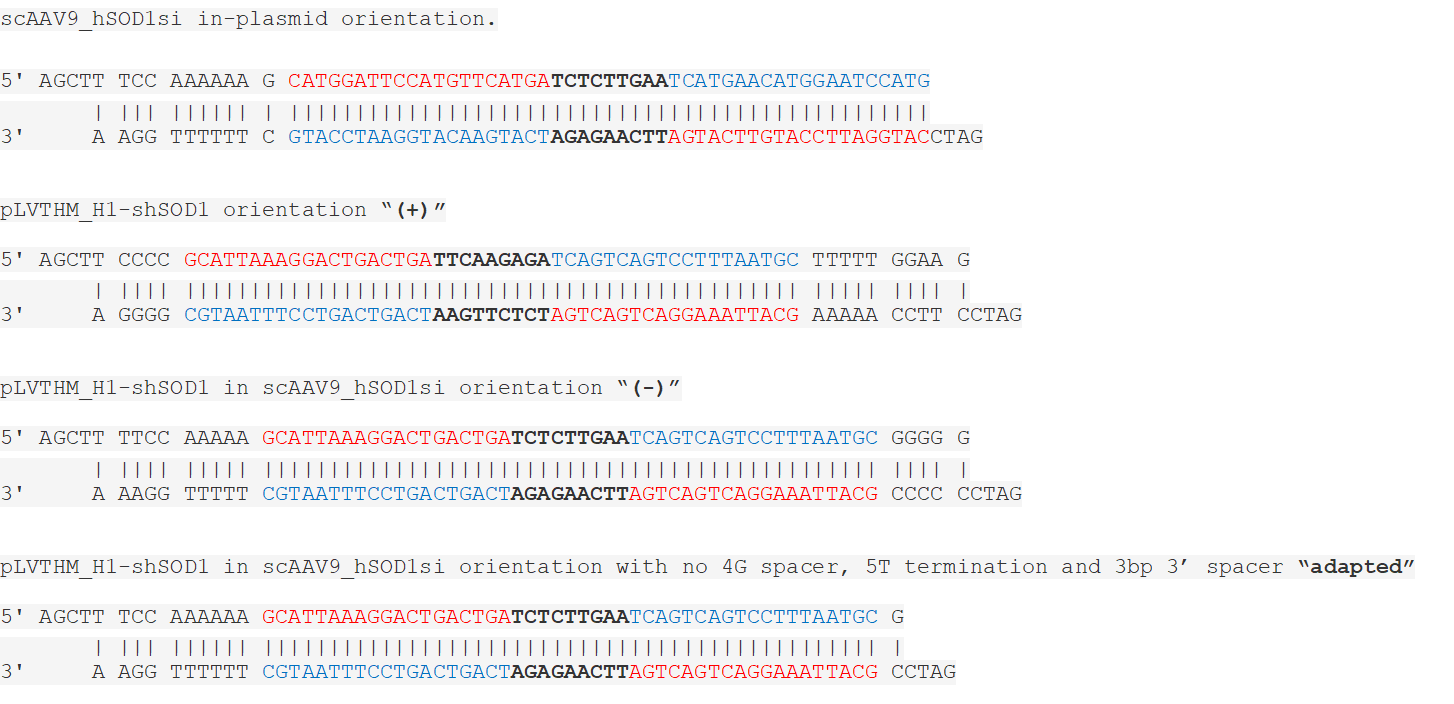 scAAV9_hSOD1si in-plasmid orientation.
5' AGCTT TCC AAAAAA G CATGGATTCCATGTTCATGATCTCTTGAATCATGAACATGGAATCCATG
| ||| |||||| | |||||||||||||||||||||||||||||||||||||||||||||||||
3' A AGG TTTTTT C GTACCTAAGGTACAAGTACTAGAGAACTTAGTACTTGTACCTTAGGTACCTAG
pLVTHM_H1-shSOD1 orientation “(+)”
5' AGCTT CCCC GCATTAAAGGACTGACTGATTCAAGAGATCAGTCAGTCCTTTAATGC TTTTT GGAA G
| |||| ||||||||||||||||||||||||||||||||||||||||||||||| ||||| |||| |
3' A GGGG CGTAATTTCCTGACTGACTAAGTTCTCTAGTCAGTCAGGAAATTACG AAAAA CCTT CCTAG
pLVTHM_H1-shSOD1 in scAAV9_hSOD1si orientation “(-)”
5' AGCTT TTCC AAAAA GCATTAAAGGACTGACTGATCTCTTGAATCAGTCAGTCCTTTAATGC GGGG G
| |||| ||||| ||||||||||||||||||||||||||||||||||||||||||||||| |||| |
3' A AAGG TTTTT CGTAATTTCCTGACTGACTAGAGAACTTAGTCAGTCAGGAAATTACG CCCC CCTAG
pLVTHM_H1-shSOD1 in scAAV9_hSOD1si orientation with no 4G spacer, 5T termination and 3bp 3’ spacer “adapted”
5' AGCTT TCC AAAAAA GCATTAAAGGACTGACTGATCTCTTGAATCAGTCAGTCCTTTAATGC G
| ||| |||||| ||||||||||||||||||||||||||||||||||||||||||||||| |
3' A AGG TTTTTT CGTAATTTCCTGACTGACTAGAGAACTTAGTCAGTCAGGAAATTACG CCTAG